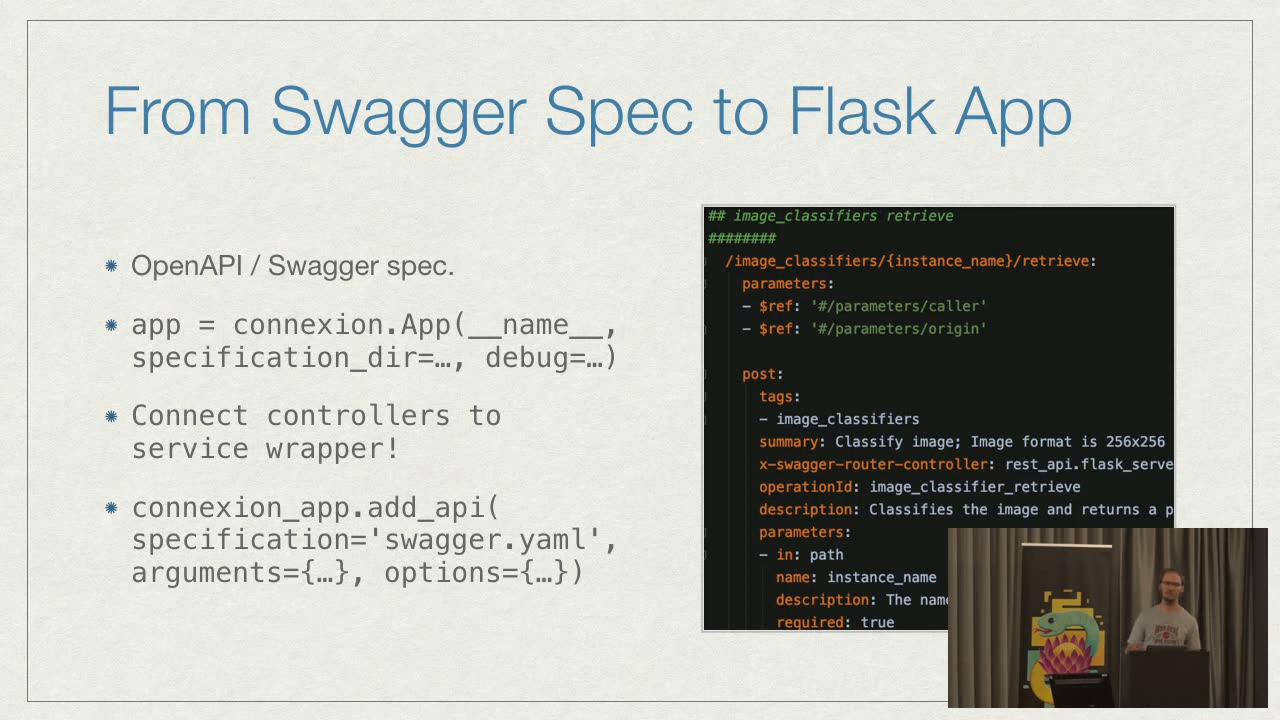 From Swagger Spec to Flask App
OpenAPI / Swagger spec.
app = connexion.App(__name__,
specification_dir=…, debug=…)
Connect controllers to
service wrapper!
connexion_app.add_api(
specification='swagger.yaml',
arguments={…}, options={…})
## image_classifiers retrieve
########
/image_classifiers/{instance_name}/retrieve:
parameters:
- $ref: '#/parameters/caller'
- $ref: '#/parameters/origin'
post:
tags:
- image_classifiers
summary: Classify image; Image format is 256x256
x-swagger-router-controller: rest_api.flask_serve
operationId: image_classifier_retrieve
description: Classifies the image and returns a p
parameters:
- in: path
name: instance_name
description: The name
required: true